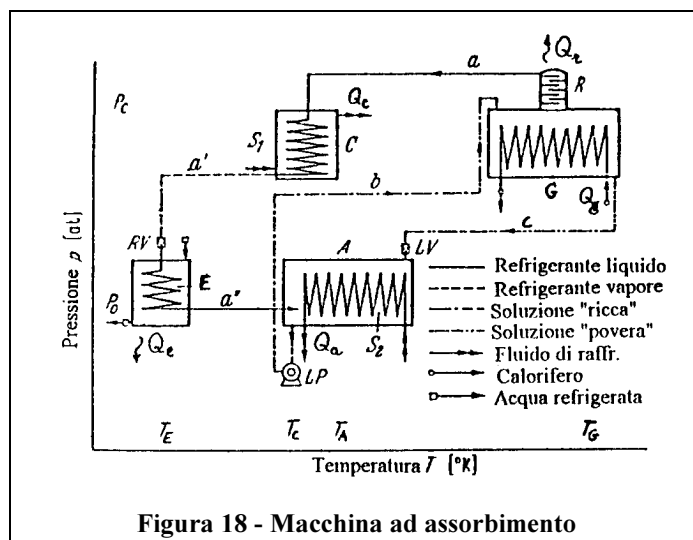 P_C
Pressione p [at]
P_0
Q_r
a
R
Q_c
S_1
C
a'
b
G
Q_g
c
RV
E
a"
Q_e
A
LV
Q_a
S_2
LP
Refrigerante liquido
Refrigerante vapore
Soluzione "ricca"
Soluzione "povera"
Fluido di raffr.
Calorifero
Acqua refrigerata
T_E
T_C
T_A
T_G
Temperatura T [°K]
Figura 18 - Macchina ad assorbimento